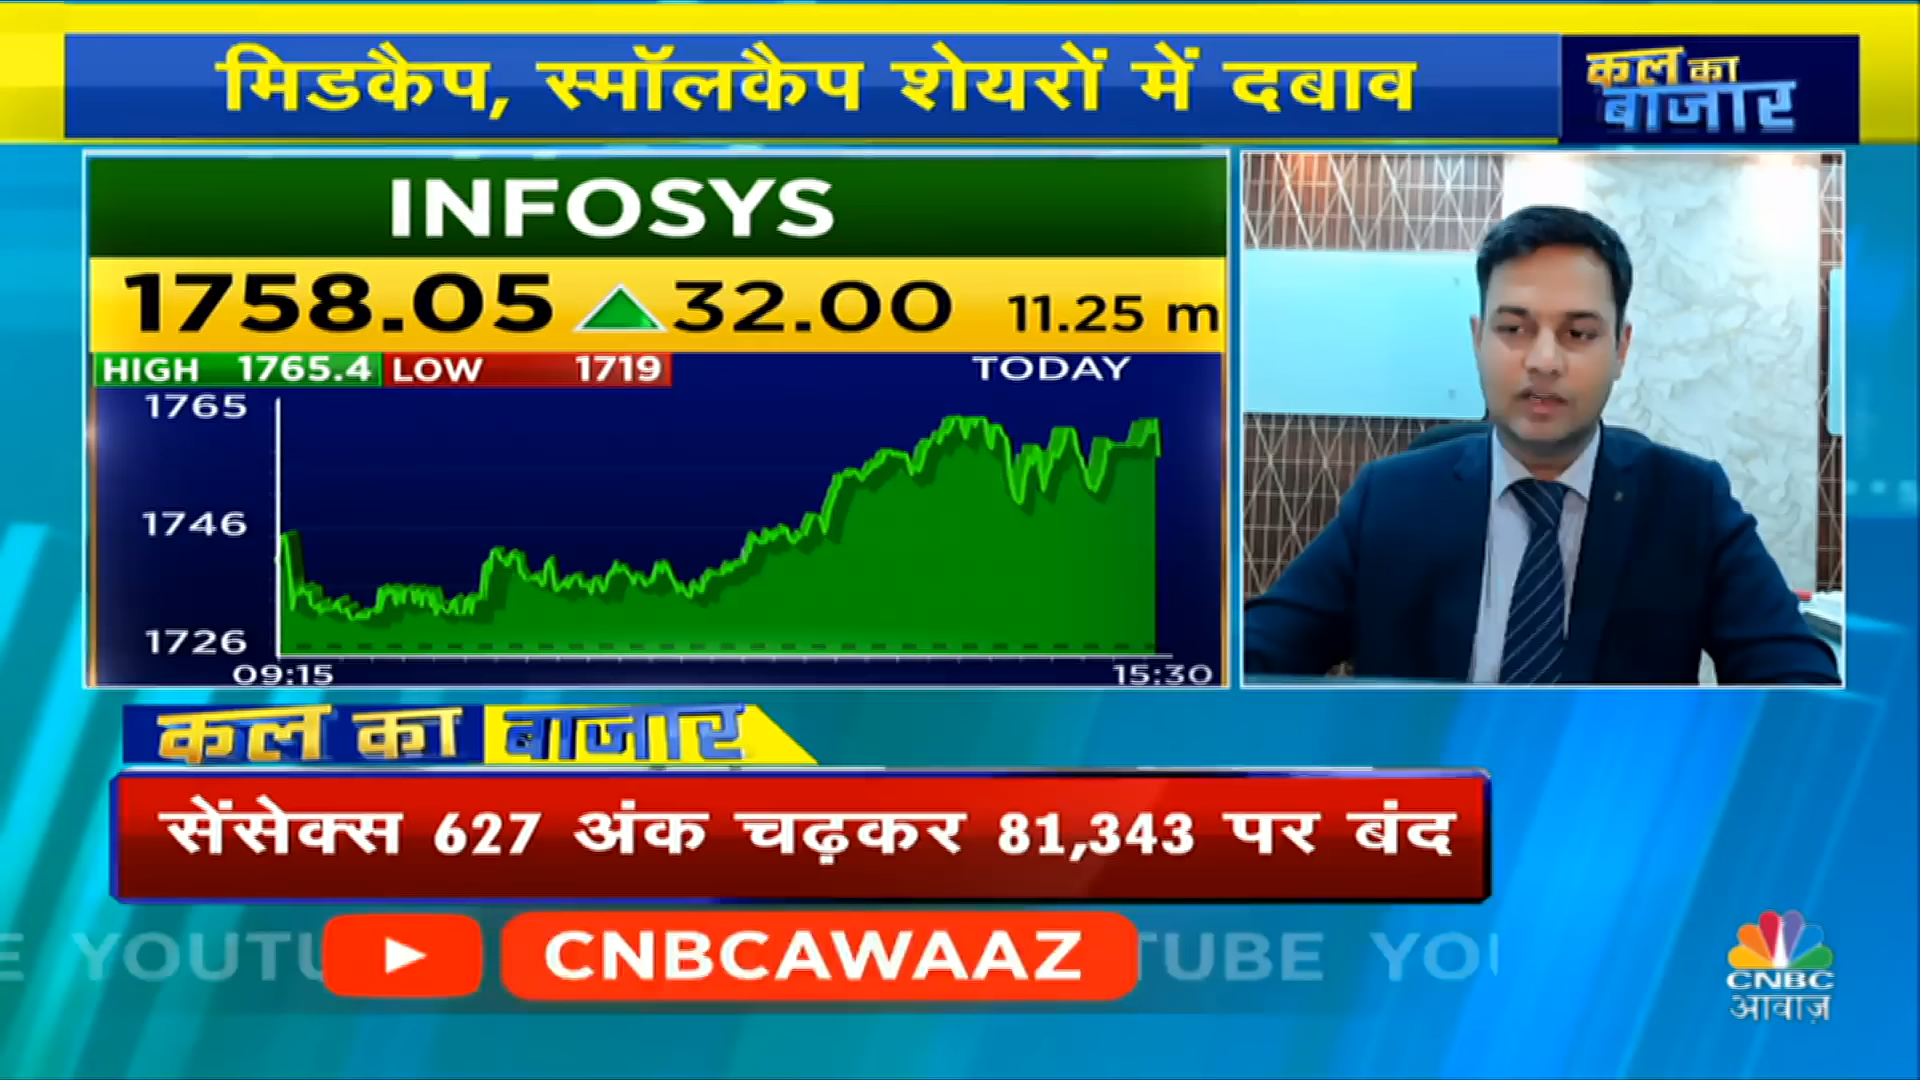 मिडकैप, स्मॉलकैप शेयरों में दबाव
कल का
बाजार
INFOSYS
1758.05 32.00 11.25 m
HIGH 1765.4 LOW 1719 TODAY
1765
1746
1726
09:15 15:30
कल का बाजार
सेंसेक्स 627 अंक चढ़कर 81,343 पर बंद
E YOUTU CNBCAWAAZ TUBE YOU
CNBC
आवाज़